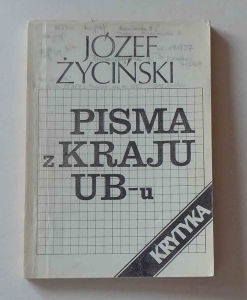 JÓZEF
ŻYCIŃSKI
PISMA
z KRAJU
UB-u
KRYTYKA